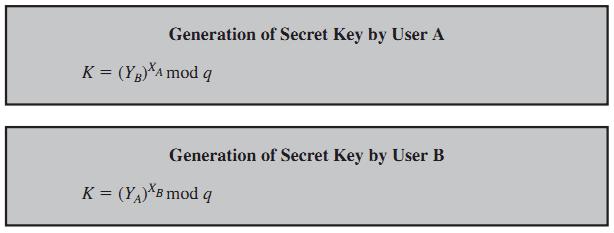 Generation of Secret Key by User A
K = (Y_B)^{X_A} mod q
Generation of Secret Key by User B
K = (Y_A)^{X_B} mod q